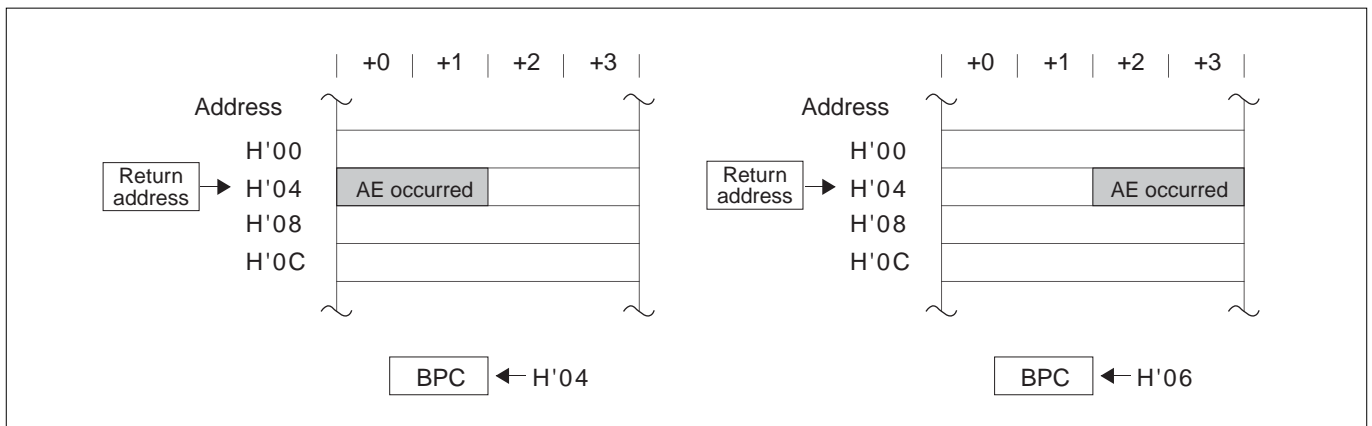 +0 +1 +2 +3
Address
H'00
Return
address
H'04
AE occurred
H'08
H'0C
BPC
H'04
+0 +1 +2 +3
Address
H'00
Return
address
H'04
AE occurred
H'08
H'0C
BPC
H'06